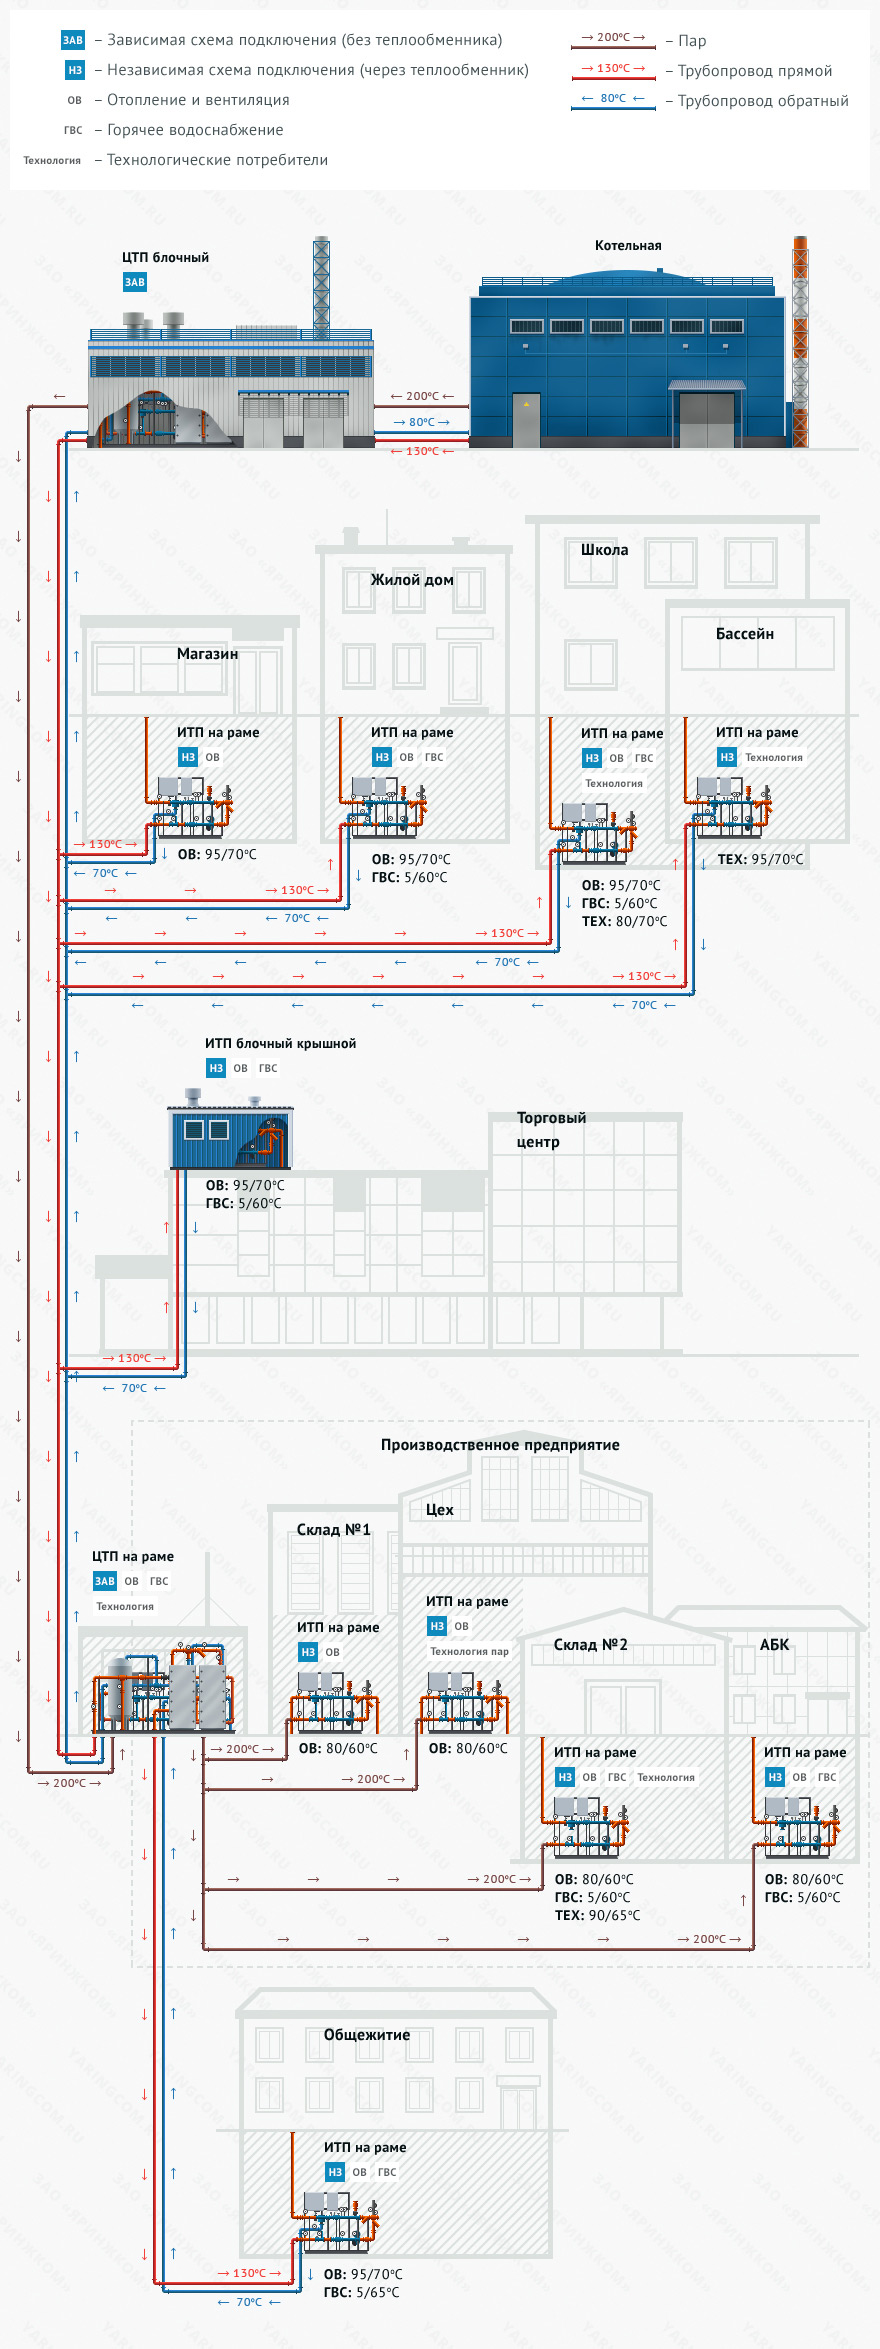 ЗАВ – Зависимая схема подключения (без теплообменника)
НЗ – Независимая схема подключения (через теплообменник)
ОВ – Отопление и вентиляция
ГВС – Горячее водоснабжение
Технология – Технологические потребители
→ 200°C → – Пар
→ 130°C → – Трубопровод прямой
← 80°C ← – Трубопровод обратный
ЦТП блочный
ЗАВ
Котельная
← 200°C ←
→ 80°C →
← 130°C ←
Школа
Жилой дом
Бассейн
Магазин
ИТП на раме
НЗ ОВ
ИТП на раме
НЗ ОВ ГВС
ИТП на раме
НЗ ОВ ГВС
Технология
ИТП на раме
НЗ Технология
→ 130°C →
← 70°C ←
ОВ: 95/70°C
ОВ: 95/70°C
ГВС: 5/60°C
ТЕХ: 95/70°C
→ 130°C →
← 70°C ←
ОВ: 95/70°C
ГВС: 5/60°C
ТЕХ: 80/70°C
→ 130°C →
← 70°C ←
→ 130°C →
← 70°C ←
ИТП блочный крышной
НЗ ОВ ГВС
Торговый
центр
ОВ: 95/70°C
ГВС: 5/60°C
→ 130°C →
← 70°C ←
Производственное предприятие
Цех
Склад №1
ЦТП на раме
ЗАВ ОВ ГВС
Технология
ИТП на раме
НЗ ОВ
ИТП на раме
НЗ ОВ
Технология пар
Склад №2
АБК
→ 200°C →
ОВ: 80/60°C
ОВ: 80/60°C
→ 200°C →
→ 200°C →
ИТП на раме
НЗ ОВ ГВС Технология
ИТП на раме
НЗ ОВ ГВС
→ 200°C →
ОВ: 80/60°C
ГВС: 5/60°C
ТЕХ: 90/65°C
ОВ: 80/60°C
ГВС: 5/60°C
→ 200°C →
Общежитие
ИТП на раме
НЗ ОВ ГВС
→ 130°C →
← 70°C ←
ОВ: 95/70°C
ГВС: 5/65°C